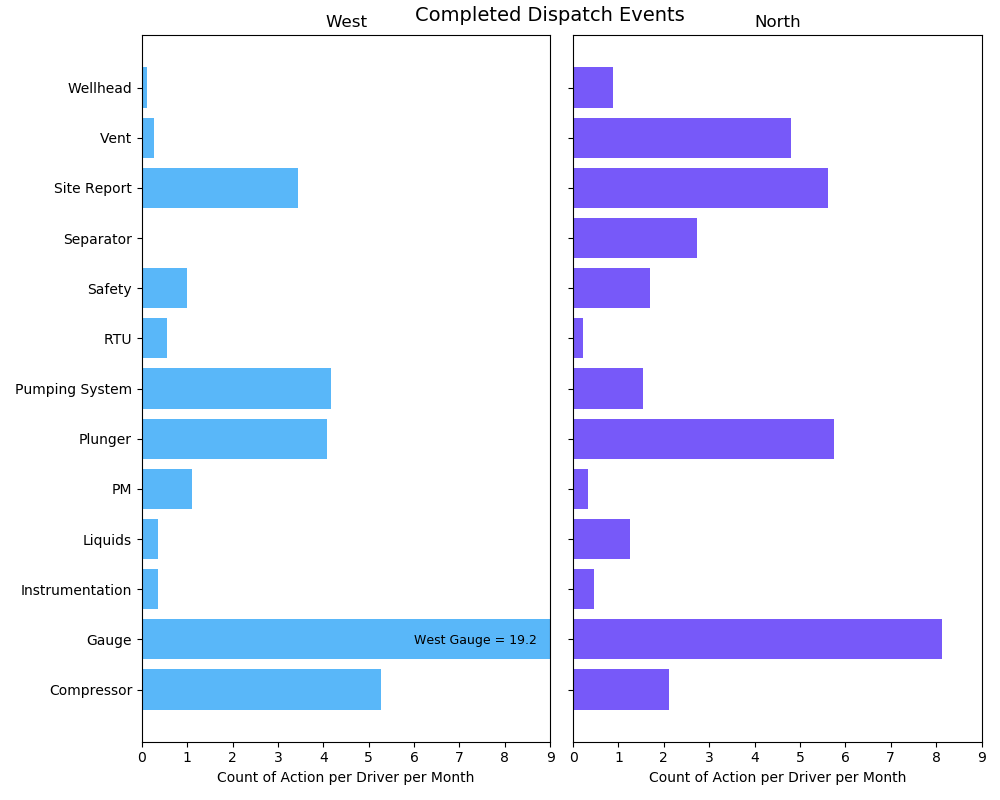 Completed Dispatch Events
West
North
Wellhead
Vent
Site Report
Separator
Safety
RTU
Pumping System
Plunger
PM
Liquids
Instrumentation
Gauge
West Gauge = 19.2
Compressor
0 1 2 3 4 5 6 7 8 9
0 1 2 3 4 5 6 7 8 9
Count of Action per Driver per Month
Count of Action per Driver per Month